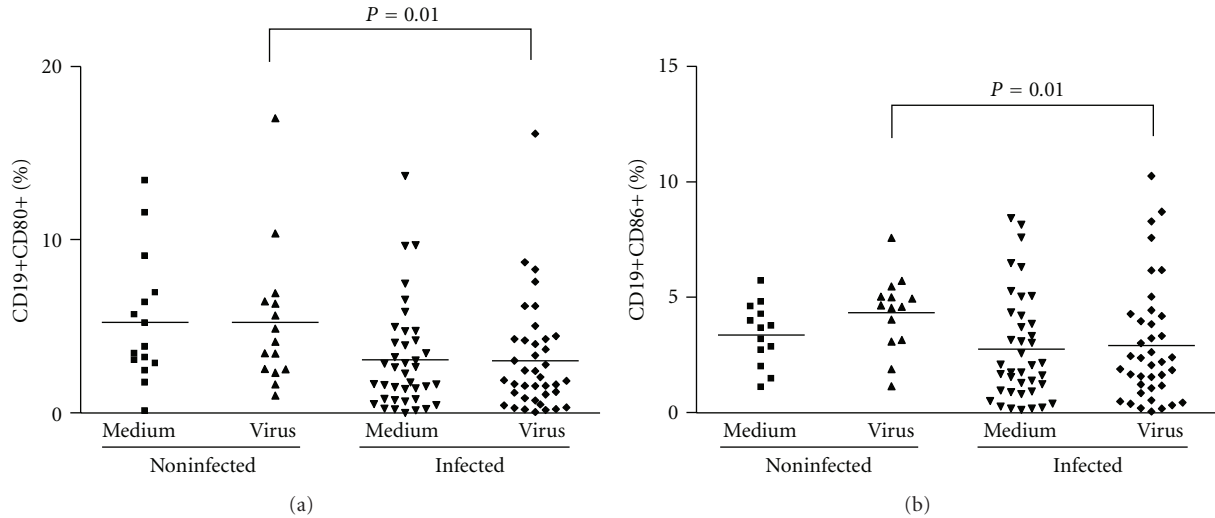 P = 0.01
20
10
0
CD19+CD80+ (%)
Medium Virus Medium Virus
Noninfected Infected
(a)
P = 0.01
15
10
5
0
CD19+CD86+ (%)
Medium Virus Medium Virus
Noninfected Infected
(b)